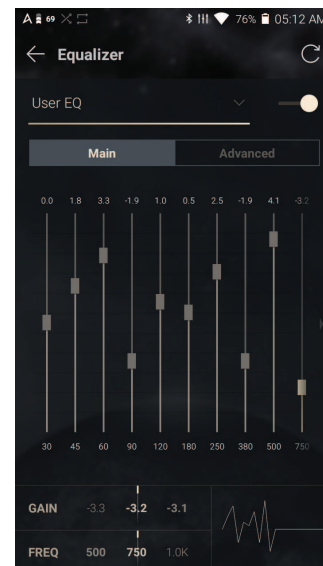 A 69 76% 05:12 AM
Equalizer
User EQ
Main Advanced
0.0 1.8 3.3 -1.9 1.0 0.5 2.5 -1.9 4.1 -3.2
30 45 60 90 120 180 250 380 500 750
GAIN -3.3 -3.2 -3.1
FREQ 500 750 1.0K